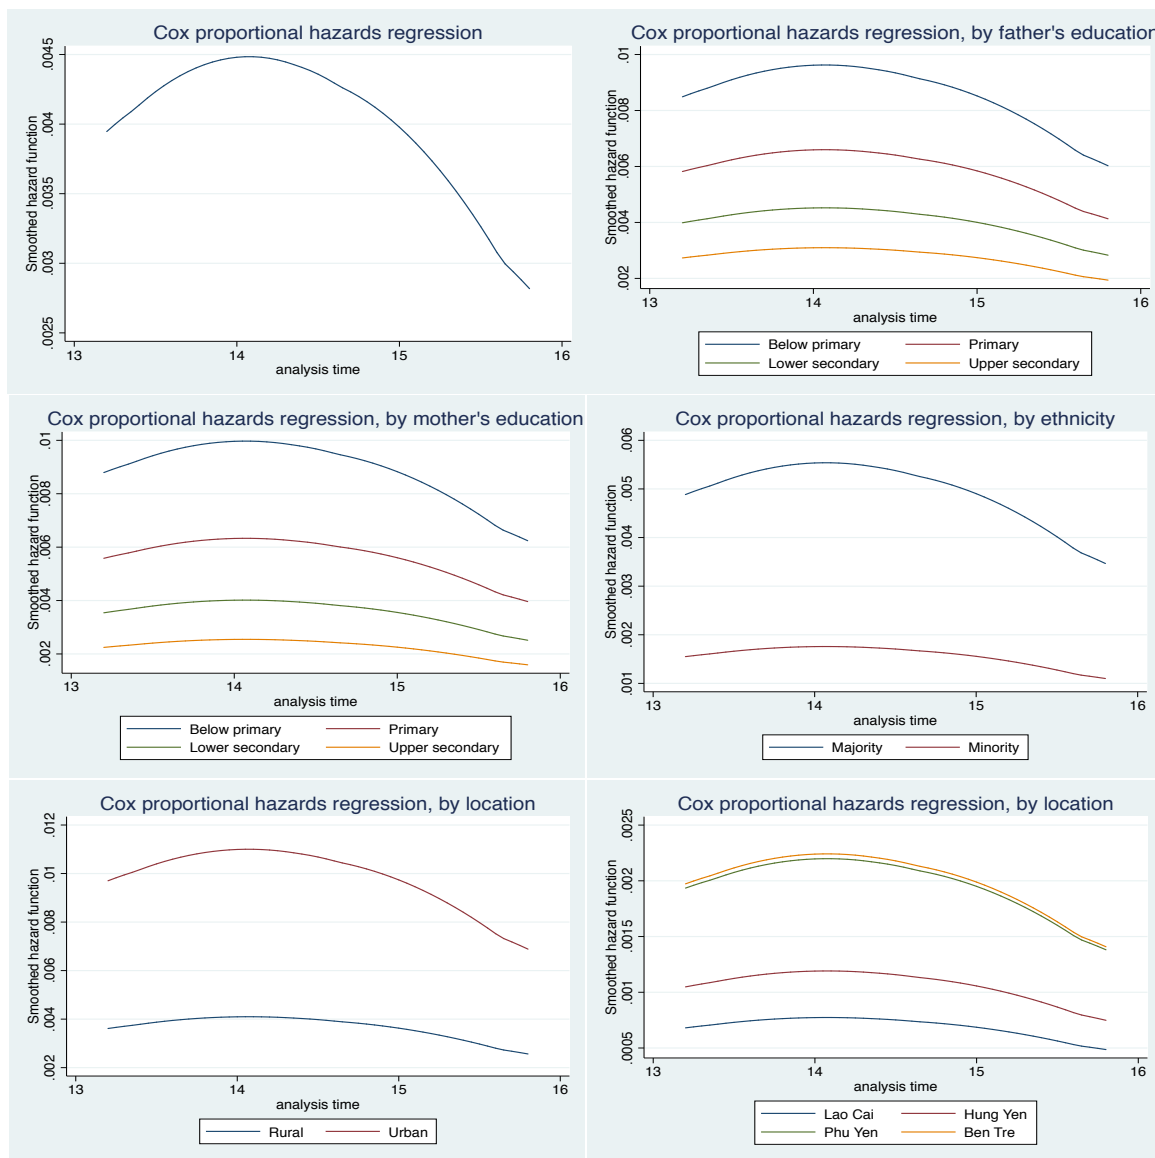 Cox proportional hazards regression
Smoothed hazard function
.0045
.004
.0035
.003
.0025
13 14 15 16
analysis time
Cox proportional hazards regression, by father's education
Smoothed hazard function
.01
.008
.006
.004
.002
13 14 15 16
analysis time
Below primary Primary
Lower secondary Upper secondary
Cox proportional hazards regression, by mother's education
Smoothed hazard function
.01
.008
.006
.004
.002
13 14 15 16
analysis time
Below primary Primary
Lower secondary Upper secondary
Cox proportional hazards regression, by ethnicity
Smoothed hazard function
.006
.005
.004
.003
.002
.001
13 14 15 16
analysis time
Majority Minority
Cox proportional hazards regression, by location
Smoothed hazard function
.012
.01
.008
.006
.004
.002
13 14 15 16
analysis time
Rural Urban
Cox proportional hazards regression, by location
Smoothed hazard function
.0025
.002
.0015
.001
.0005
13 14 15 16
analysis time
Lao Cai Hung Yen
Phu Yen Ben Tre